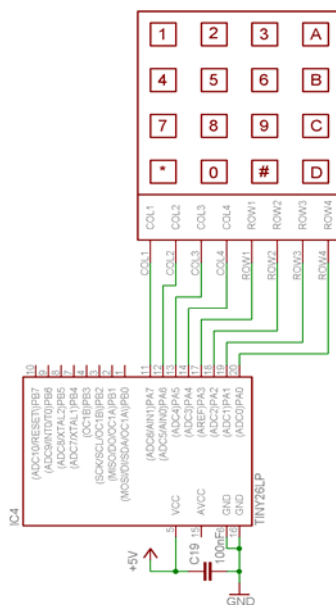 1 2 3 A
4 5 6 B
7 8 9 C
* 0 # D
COL1 COL2 COL3 COL4 ROW1 ROW2 ROW3 ROW4
COL1 COL2 COL3 COL4 ROW1 ROW2 ROW3 ROW4
10 9 8 7 4 3 2 1 11 12 13 14 17 18 19 20
(ADC10/RESET\)PB7
(ADC9/INT0/T0)PB6
(ADC8/XTAL2)PB5
(ADC7/XTAL1)PB4
(OC1B)PB3
(SCK/SCL/OC1B\)PB2
(MISO/DO/OC1A)PB1
(MOSI/DI/SDA/OC1A\)PB0
(ADC6/AIN1)PA7
(ADC5/AIN0)PA6
(ADC4)PA5
(ADC3)PA4
(AREF)PA3
(ADC2)PA2
(ADC1)PA1
(ADC0)PA0
VCC
AVCC
GND
GND
IC4
TINY26LP
5 15 6 16
+5V
C19
100nF
GND